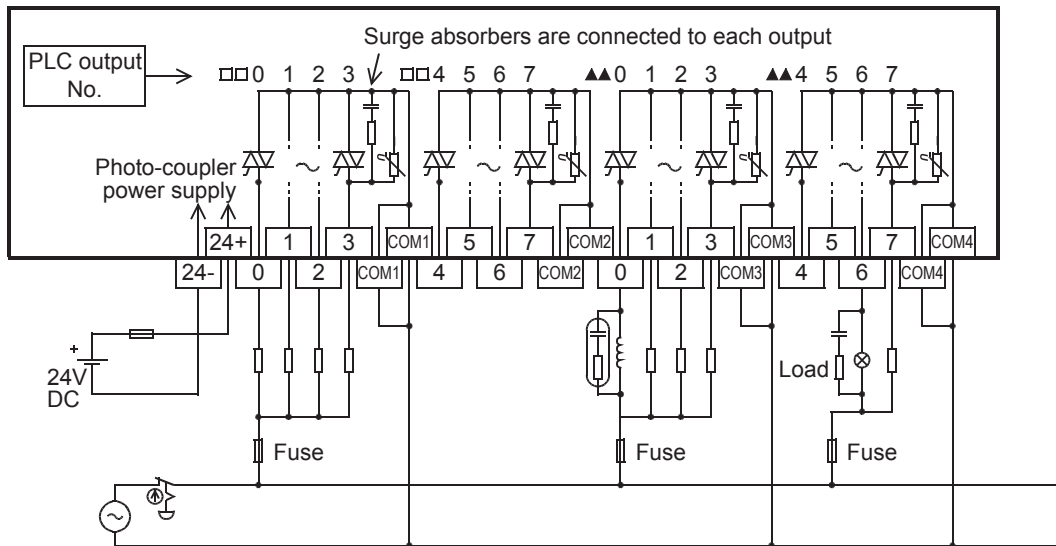 Surge absorbers are connected to each output
PLC output
No.
□□0 1 2 3 □□4 5 6 7 ▲▲0 1 2 3 ▲▲4 5 6 7
Photo-coupler
power supply
24+ 1 3 COM1 5 7 COM2 1 3 COM3 5 7 COM4
24- 0 2 COM1 4 6 COM2 0 2 COM3 4 6 COM4
+
24V
DC
Load
Fuse Fuse Fuse